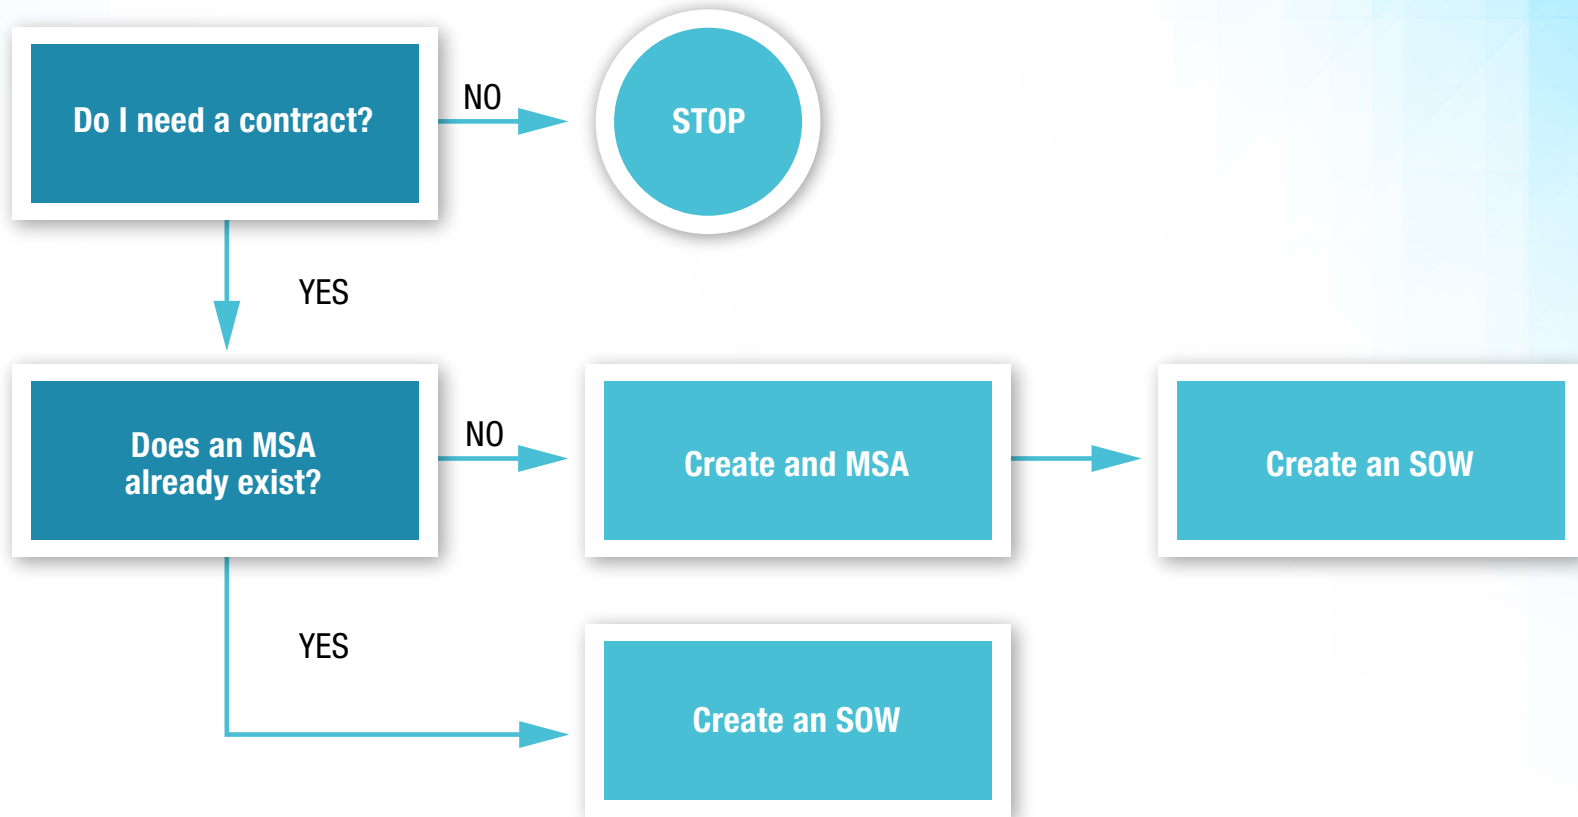 Do I need a contract?
NO
STOP
YES
Does an MSA
already exist?
NO
Create and MSA
Create an SOW
YES
Create an SOW